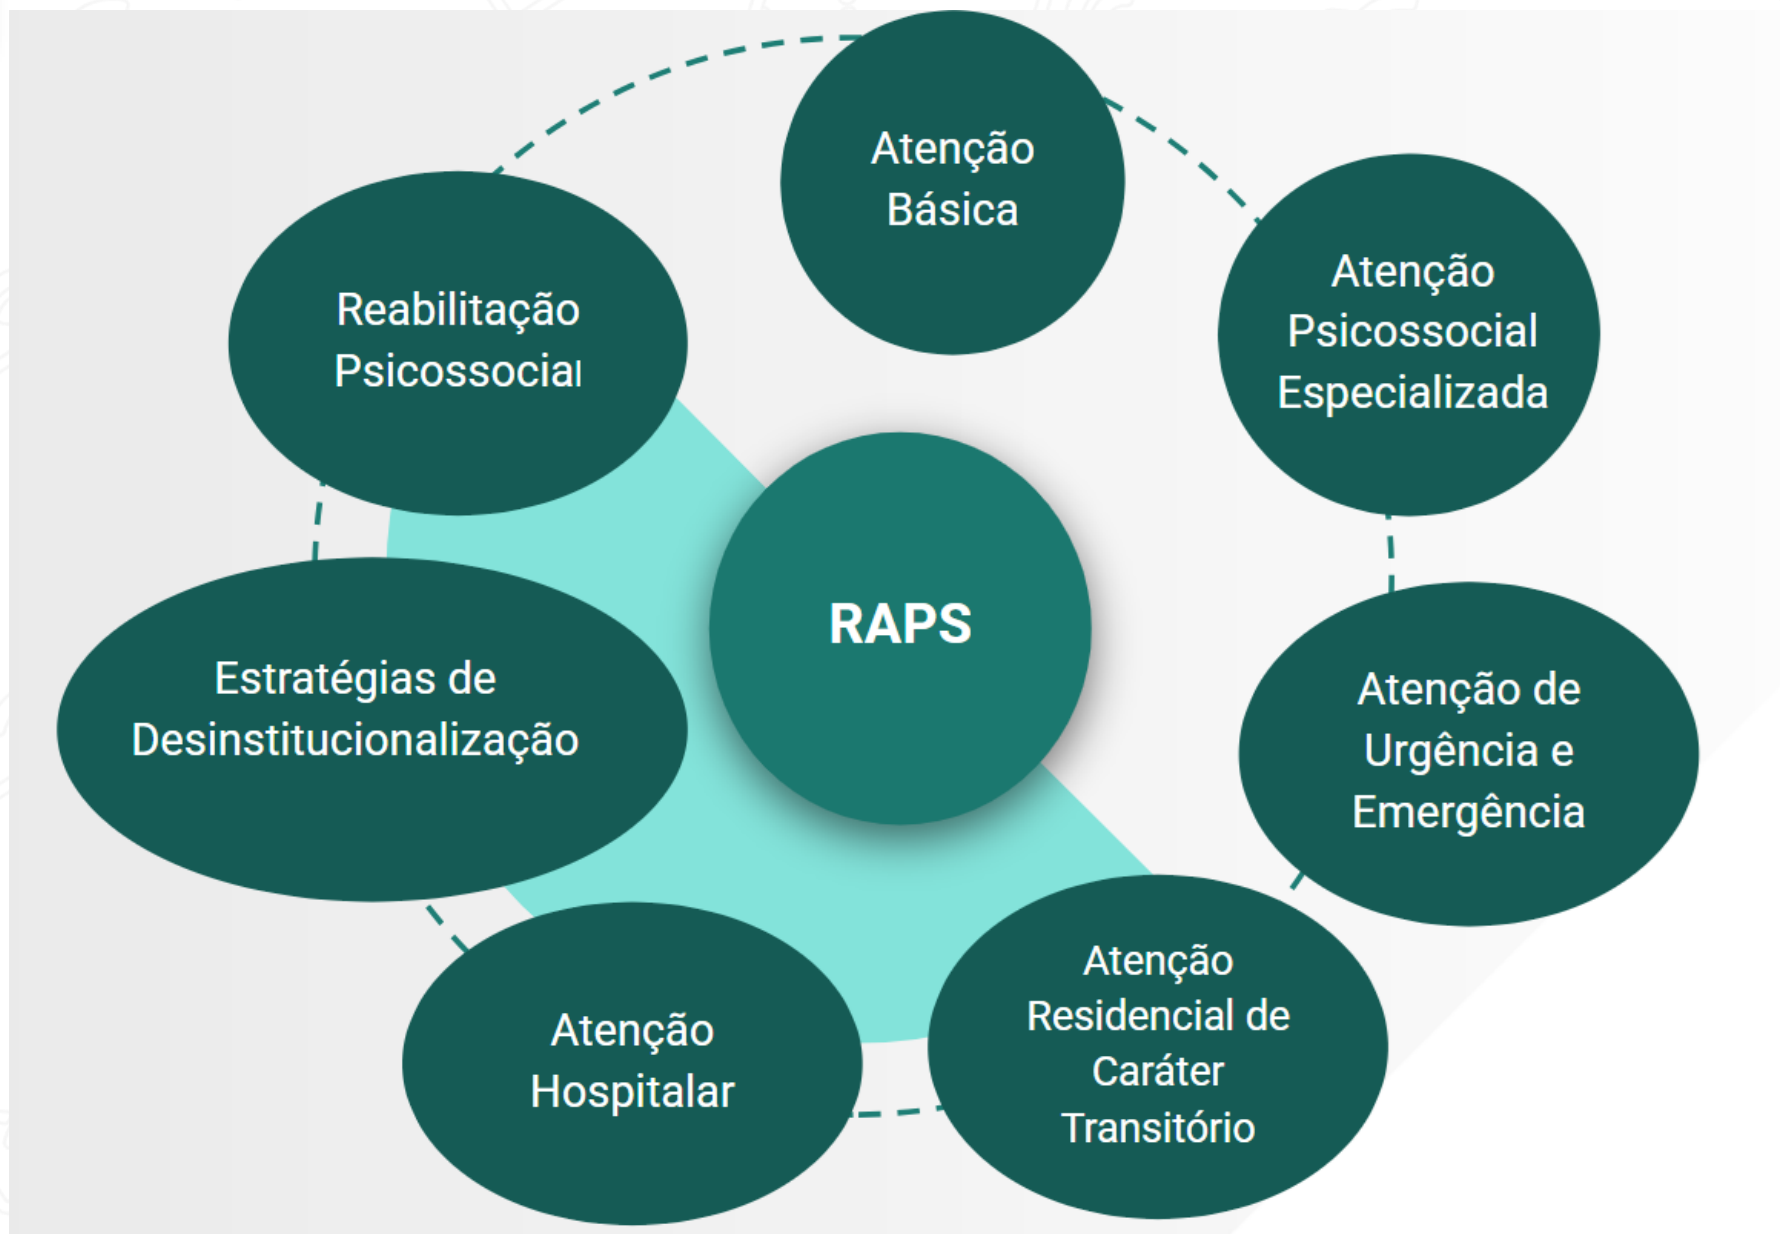 Atenção
Básica
Atenção
Psicossocial
Especializada
Atenção de
Urgência e
Emergência
Atenção
Residencial de
Caráter
Transitório
Atenção
Hospitalar
Estratégias de
Desinstitucionalização
Reabilitação
Psicossocial
RAPS